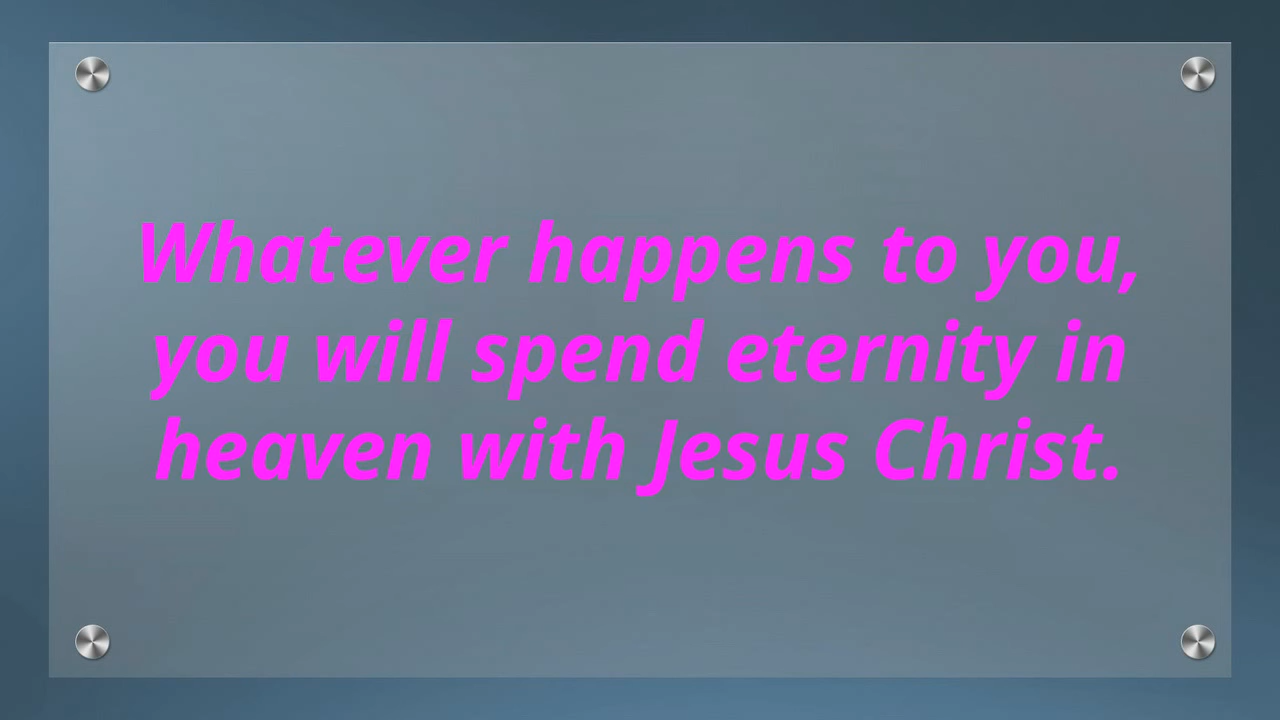 Whatever happens to you,
you will spend eternity in
heaven with Jesus Christ.